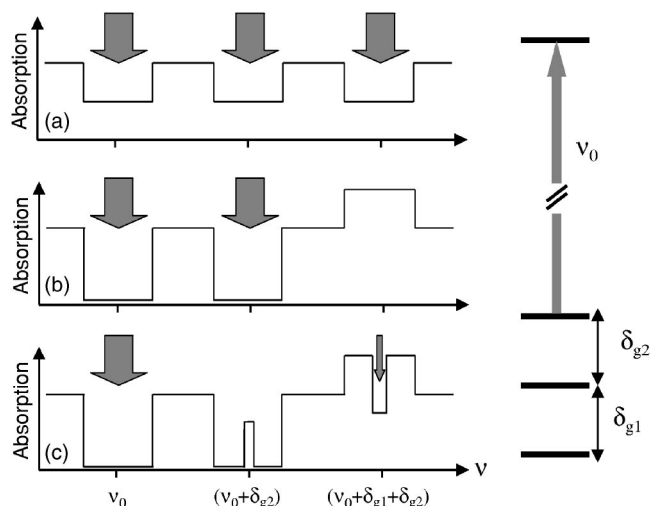 Absorption
(a)
Absorption
(b)
Absorption
(c)
ν
ν₀
(ν₀+δg2)
(ν₀+δg1+δg2)
ν₀
δg2
δg1